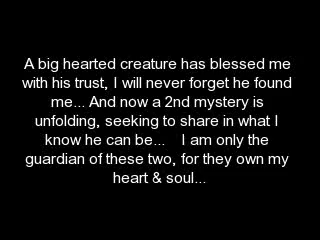 A big hearted creature has blessed me
with his trust, I will never forget he found
me... And now a 2nd mystery is
unfolding, seeking to share in what I
know he can be...    I am only the
guardian of these two, for they own my
heart & soul...